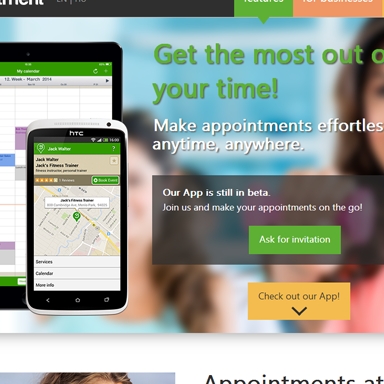 EN | HU
features
for businesses
Get the most out o
your time!
Make appointments effortles
anytime, anywhere.
Our App is still in beta.
Join us and make your appointments on the go!
Ask for invitation
Check out our App!
My calendar
12. Week - March 2014
htc
Jack Walter
Jack Walter
Jack's Fitness Trainer
fitness instructor, personal trainer
Reviews
Book Event
Jack's Fitness Trainer
Services
Calendar
More info
Appointments at